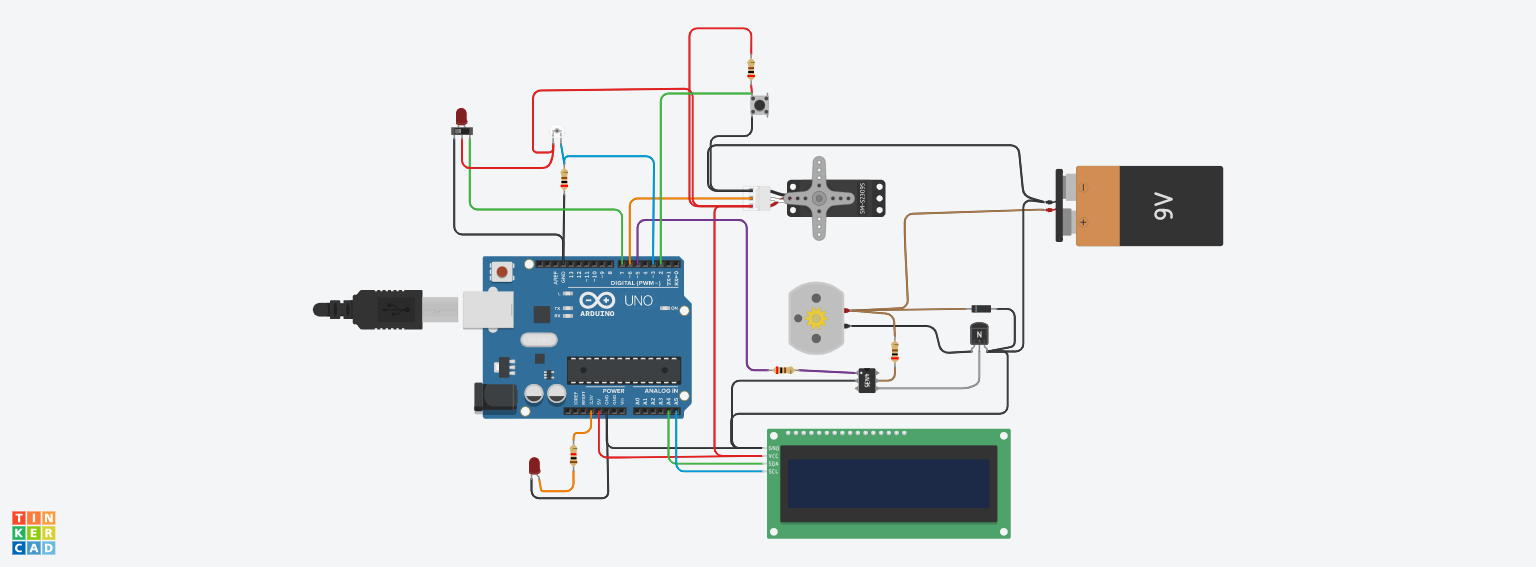 SM-S2309S
9V
AREF
GND
13
12
~11
~10
~9
8
7
~6
~5
4
~3
2
TX→1
RX←0
DIGITAL (PWM~)
L
TX
RX
ARDUINO
UNO
ON
N
POWER
ANALOG IN
IOREF
RESET
3.3V
5V
GND
GND
Vin
A0
A1
A2
A3
A4
A5
GND
VCC
SDA
SCL
TIN
KER
CAD